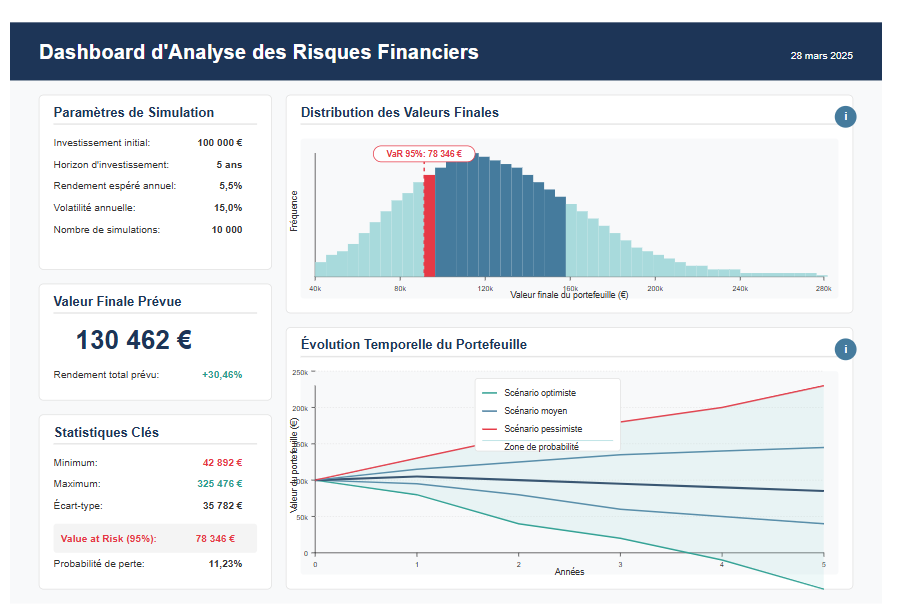 Dashboard d'Analyse des Risques Financiers
28 mars 2025
Paramètres de Simulation
Investissement initial: 100 000 €
Horizon d'investissement: 5 ans
Rendement espéré annuel: 5,5%
Volatilité annuelle: 15,0%
Nombre de simulations: 10 000
Valeur Finale Prévue
130 462 €
Rendement total prévu: +30,46%
Statistiques Clés
Minimum: 42 892 €
Maximum: 325 476 €
Écart-type: 35 782 €
Value at Risk (95%): 78 346 €
Probabilité de perte: 11,23%
Distribution des Valeurs Finales
i
VaR 95%: 78 346 €
Fréquence
40k 80k 120k 160k 200k 240k 280k
Valeur finale du portefeuille (€)
Évolution Temporelle du Portefeuille
i
250k
200k
50k
0
Valeur du portefeuille (€)
Scénario optimiste
Scénario moyen
Scénario pessimiste
Zone de probabilité
0 1 2 3 4 5
Années